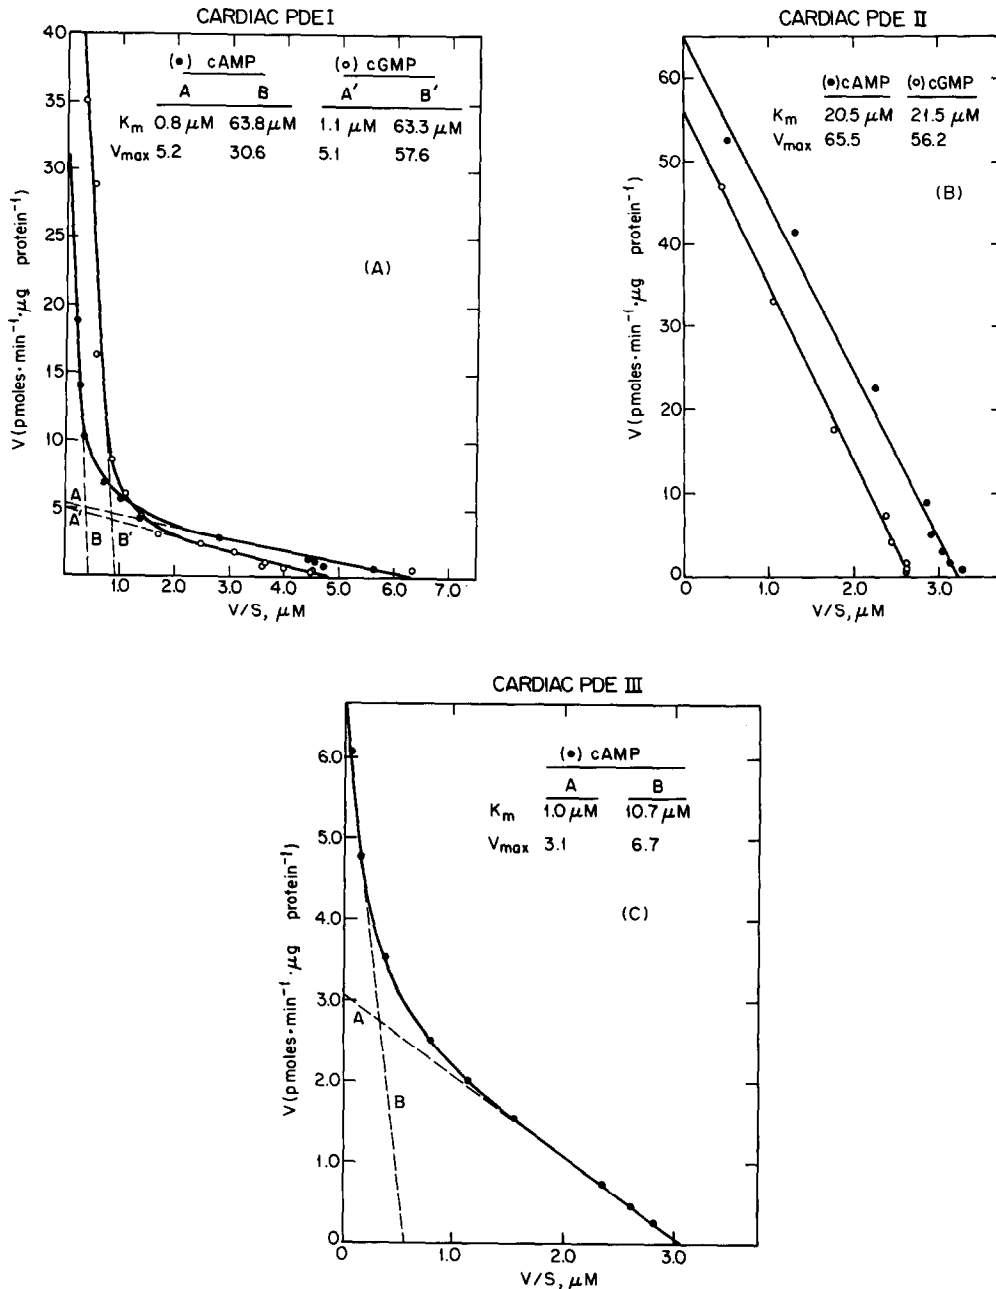 CARDIAC PDE I
(•) cAMP (o) cGMP
A B A' B'
Km 0.8 μM 63.8 μM 1.1 μM 63.3 μM
Vmax 5.2 30.6 5.1 57.6
(A)
40
35
30
25
20
15
10
5
V (pmoles • min⁻¹ • μg protein⁻¹)
A
A'
B
B'
1.0 2.0 3.0 4.0 5.0 6.0 7.0
V/S, μM
CARDIAC PDE II
(•) cAMP (o) cGMP
Km 20.5 μM 21.5 μM
Vmax 65.5 56.2
(B)
60
50
40
30
20
10
0
V (pmoles • min⁻¹ • μg protein⁻¹)
0 1.0 2.0 3.0
V/S, μM
CARDIAC PDE III
(•) cAMP
A B
Km 1.0 μM 10.7 μM
Vmax 3.1 6.7
(C)
6.0
5.0
4.0
3.0
2.0
1.0
0
V (pmoles • min⁻¹ • μg protein⁻¹)
A
B
0 1.0 2.0 3.0
V/S, μM